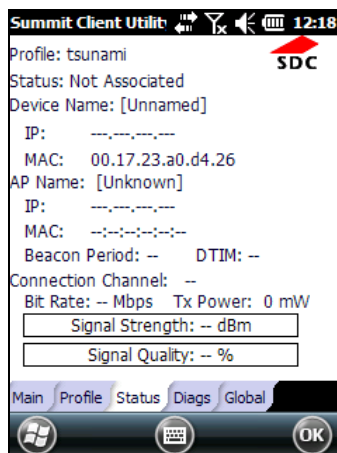 Summit Client Utilit 12:18
Profile: tsunami
SDC
Status: Not Associated
Device Name: [Unnamed]
IP: ---.---.---.---
MAC: 00.17.23.a0.d4.26
AP Name: [Unknown]
IP: ---.---.---.---
MAC: --:--:--:--:--:--
Beacon Period: -- DTIM: --
Connection Channel: --
Bit Rate: -- Mbps Tx Power: 0 mW
Signal Strength: -- dBm
Signal Quality: -- %
Main Profile Status Diags Global
OK